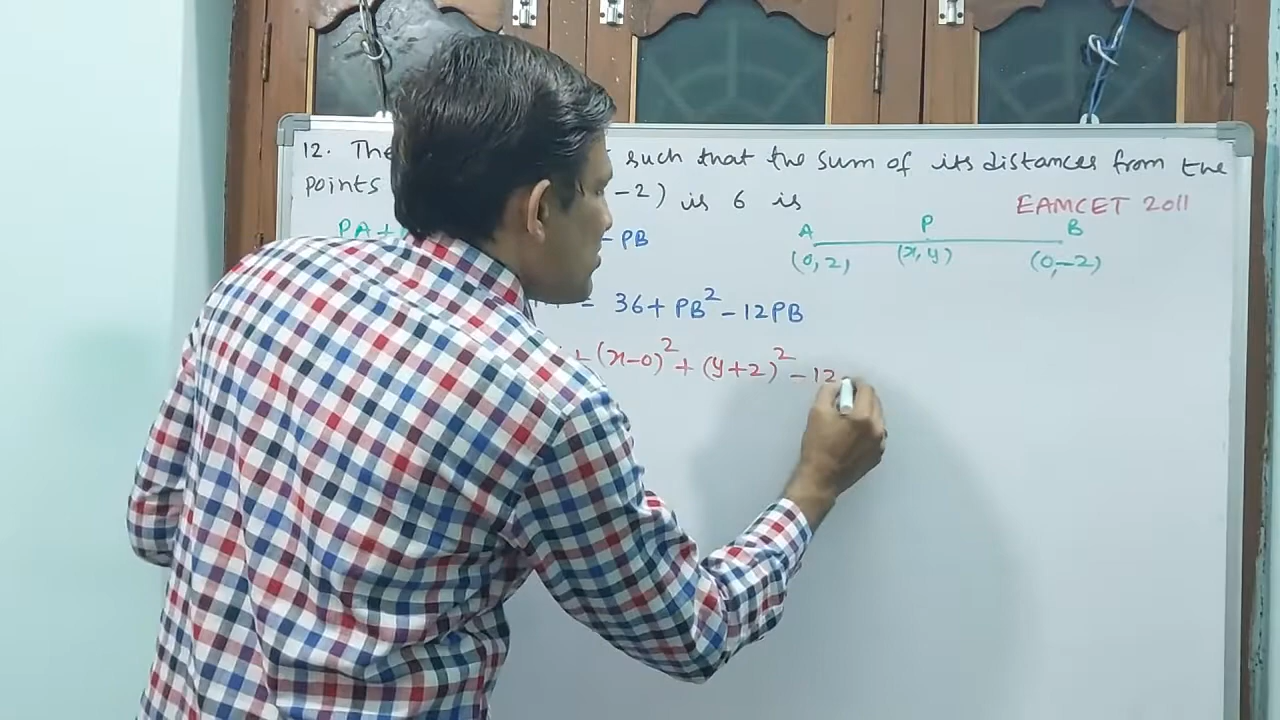 12. The such that the sum of its distances from the
points -2) is 6 is
EAMCET 2011
PA+ - PB
A P B
(0,2) (x,y) (0,-2)
= 36+PB²-12PB
+(x-0)²+(y+2)²-12